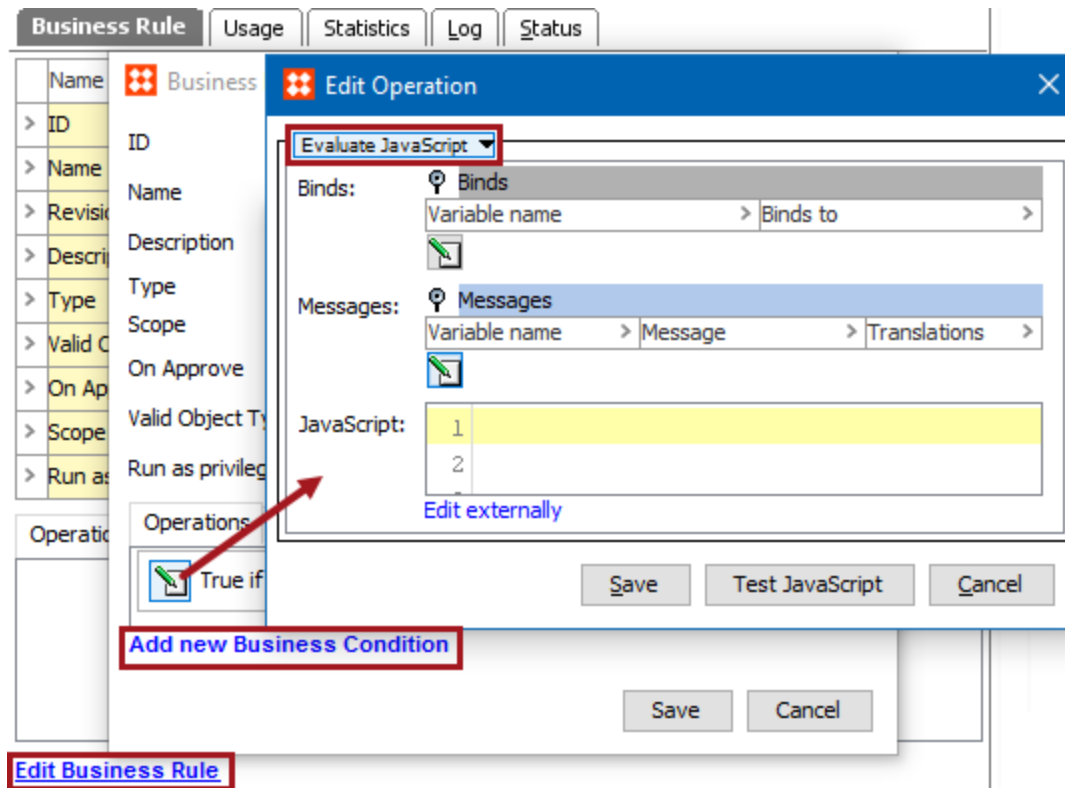 Business Rule Usage Statistics Log Status
Name
> ID
> Name
> Revisio
> Descrip
> Type
> Valid O
> On Ap
> Scope
> Run as
Operatio
Edit Business Rule
Business
ID
Name
Description
Type
Scope
On Approve
Valid Object Ty
Run as privileg
Operations
True if
Add new Business Condition
Save Cancel
Edit Operation
Evaluate JavaScript
Binds: Binds
Variable name > Binds to >
Messages: Messages
Variable name > Message > Translations >
JavaScript: 1
2
Edit externally
Save Test JavaScript Cancel